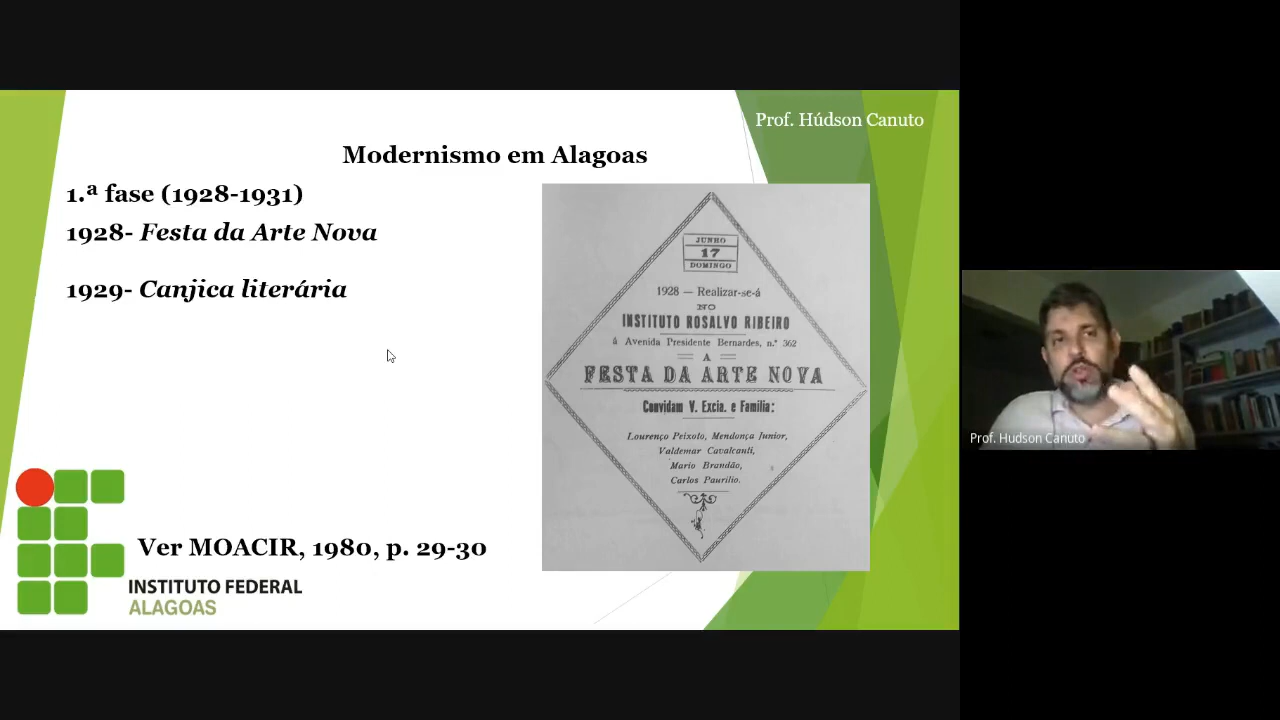 Prof. Húdson Canuto
Modernismo em Alagoas
1.ª fase (1928-1931)
1928- Festa da Arte Nova
1929- Canjica literária
JUNHO
17
DOMINGO
1928 — Realizar-se-á
NO
INSTITUTO ROSALVO RIBEIRO
á Avenida Presidente Bernardes, n.° 362
A
FESTA DA ARTE NOVA
Convidam V. Excia. e Familia:
Lourenço Peixoto, Mendonça Junior,
Valdemar Cavalcanti,
Mario Brandão,
Carlos Paurilio.
Ver MOACIR, 1980, p. 29-30
INSTITUTO FEDERAL
ALAGOAS
Prof. Hudson Canuto